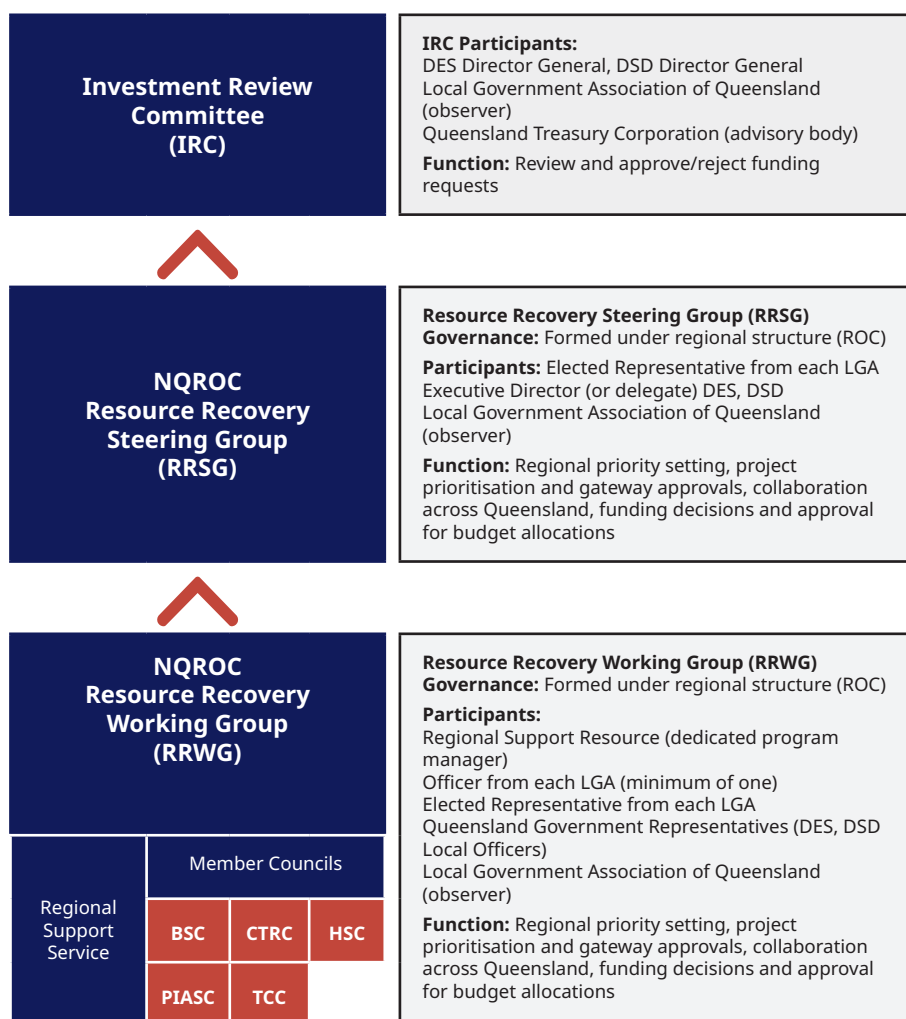 Investment Review
Committee
(IRC)
IRC Participants:
DES Director General, DSD Director General
Local Government Association of Queensland
(observer)
Queensland Treasury Corporation (advisory body)
Function: Review and approve/reject funding
requests
NQROC
Resource Recovery
Steering Group
(RRSG)
Resource Recovery Steering Group (RRSG)
Governance: Formed under regional structure (ROC)
Participants: Elected Representative from each LGA
Executive Director (or delegate) DES, DSD
Local Government Association of Queensland
(observer)
Function: Regional priority setting, project
prioritisation and gateway approvals, collaboration
across Queensland, funding decisions and approval
for budget allocations
NQROC
Resource Recovery
Working Group
(RRWG)
Regional
Support
Service
Member Councils
BSC CTRC HSC
PIASC TCC
Resource Recovery Working Group (RRWG)
Governance: Formed under regional structure (ROC)
Participants:
Regional Support Resource (dedicated program
manager)
Officer from each LGA (minimum of one)
Elected Representative from each LGA
Queensland Government Representatives (DES, DSD
Local Officers)
Local Government Association of Queensland
(observer)
Function: Regional priority setting, project
prioritisation and gateway approvals, collaboration
across Queensland, funding decisions and approval
for budget allocations